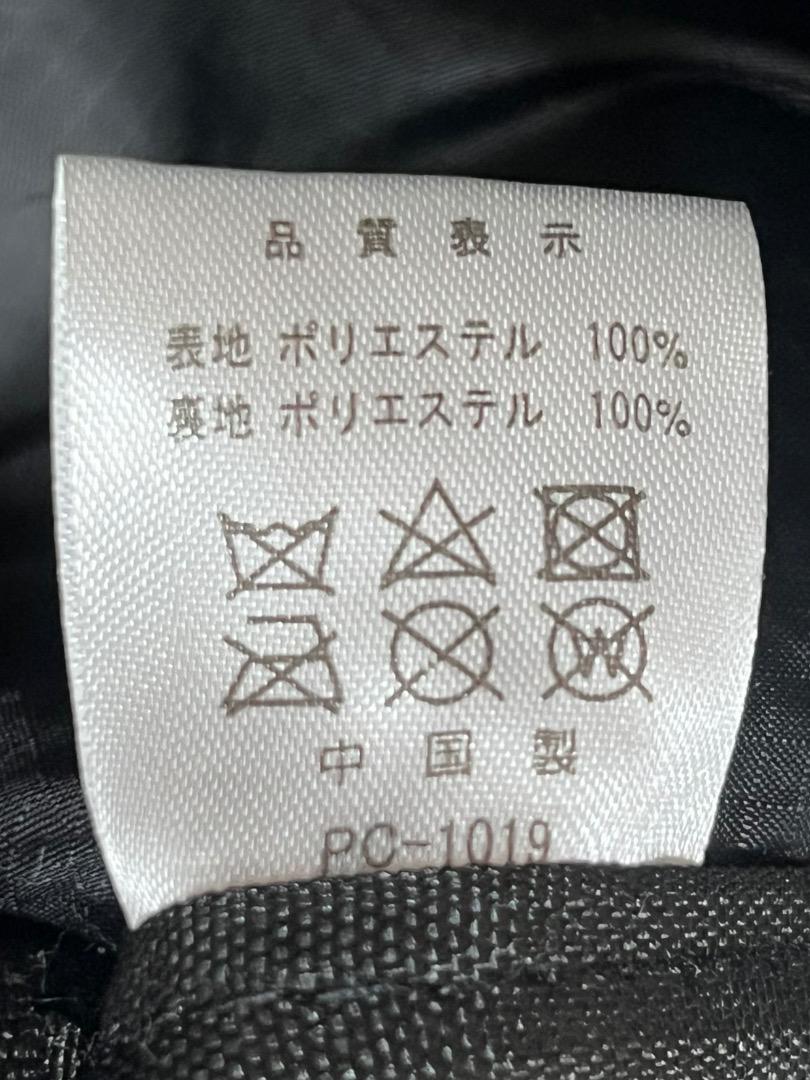 品質表示
表地 ポリエステル 100%
裏地 ポリエステル 100%
W
中国製
PC-1019